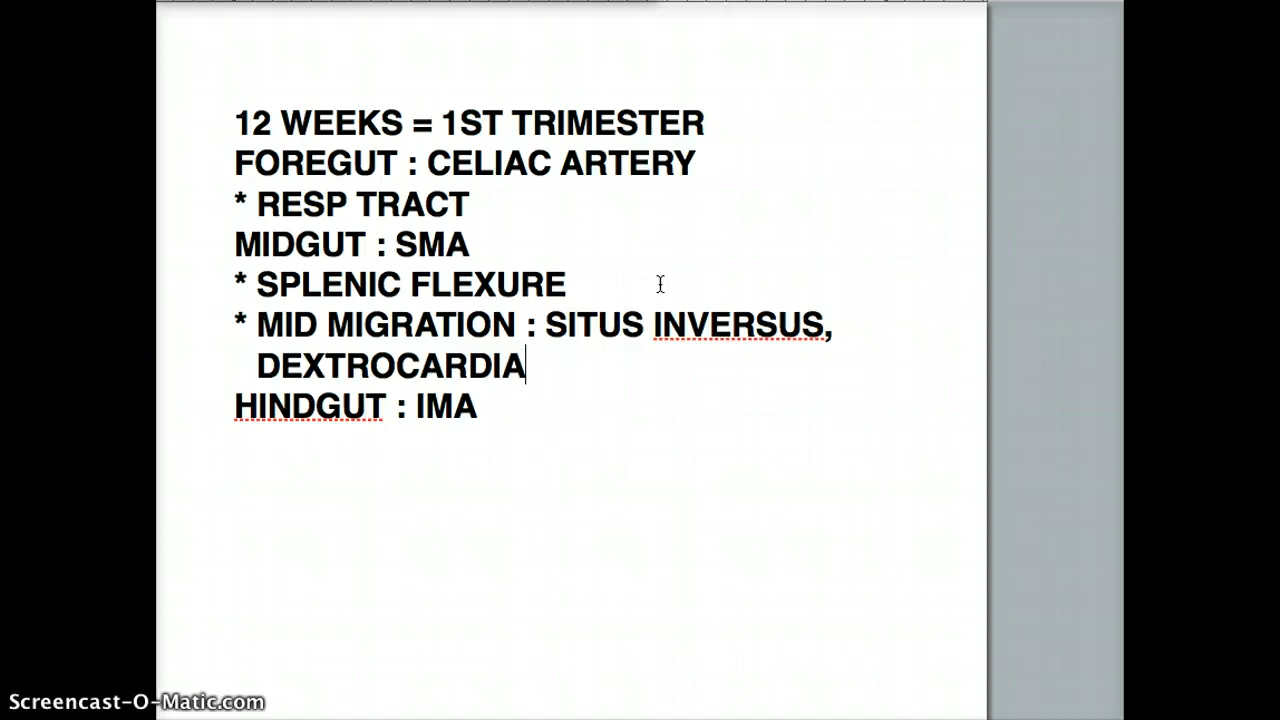 12 WEEKS = 1ST TRIMESTER
FOREGUT : CELIAC ARTERY
* RESP TRACT
MIDGUT : SMA
* SPLENIC FLEXURE
* MID MIGRATION : SITUS INVERSUS,
DEXTROCARDIA
HINDGUT : IMA
Screencast-O-Matic.com